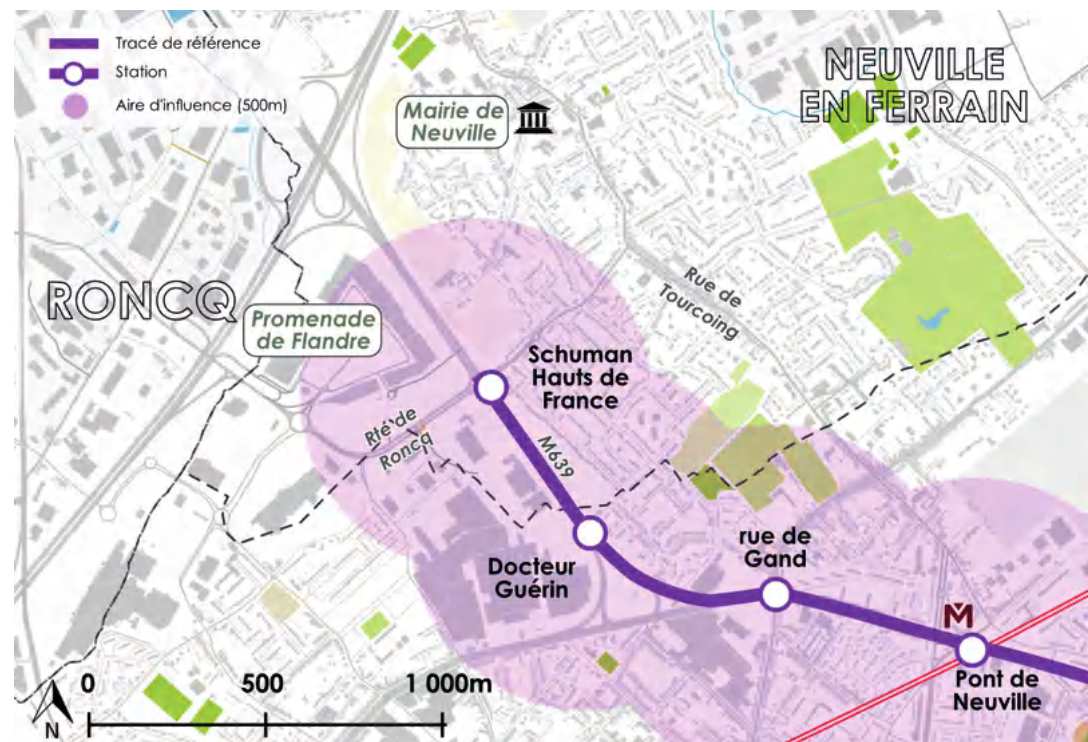 Tracé de référence
Station
Aire d'influence (500m)
NEUVILLE
EN FERRAIN
Mairie de
Neuville
RONCQ
Promenade
de Flandre
Rue de
Tourcoing
Schuman
Hauts de
France
Rte de
Roncq
M639
rue de
Gand
Docteur
Guérin
M
Pont de
Neuville
0 500 1 000m
N